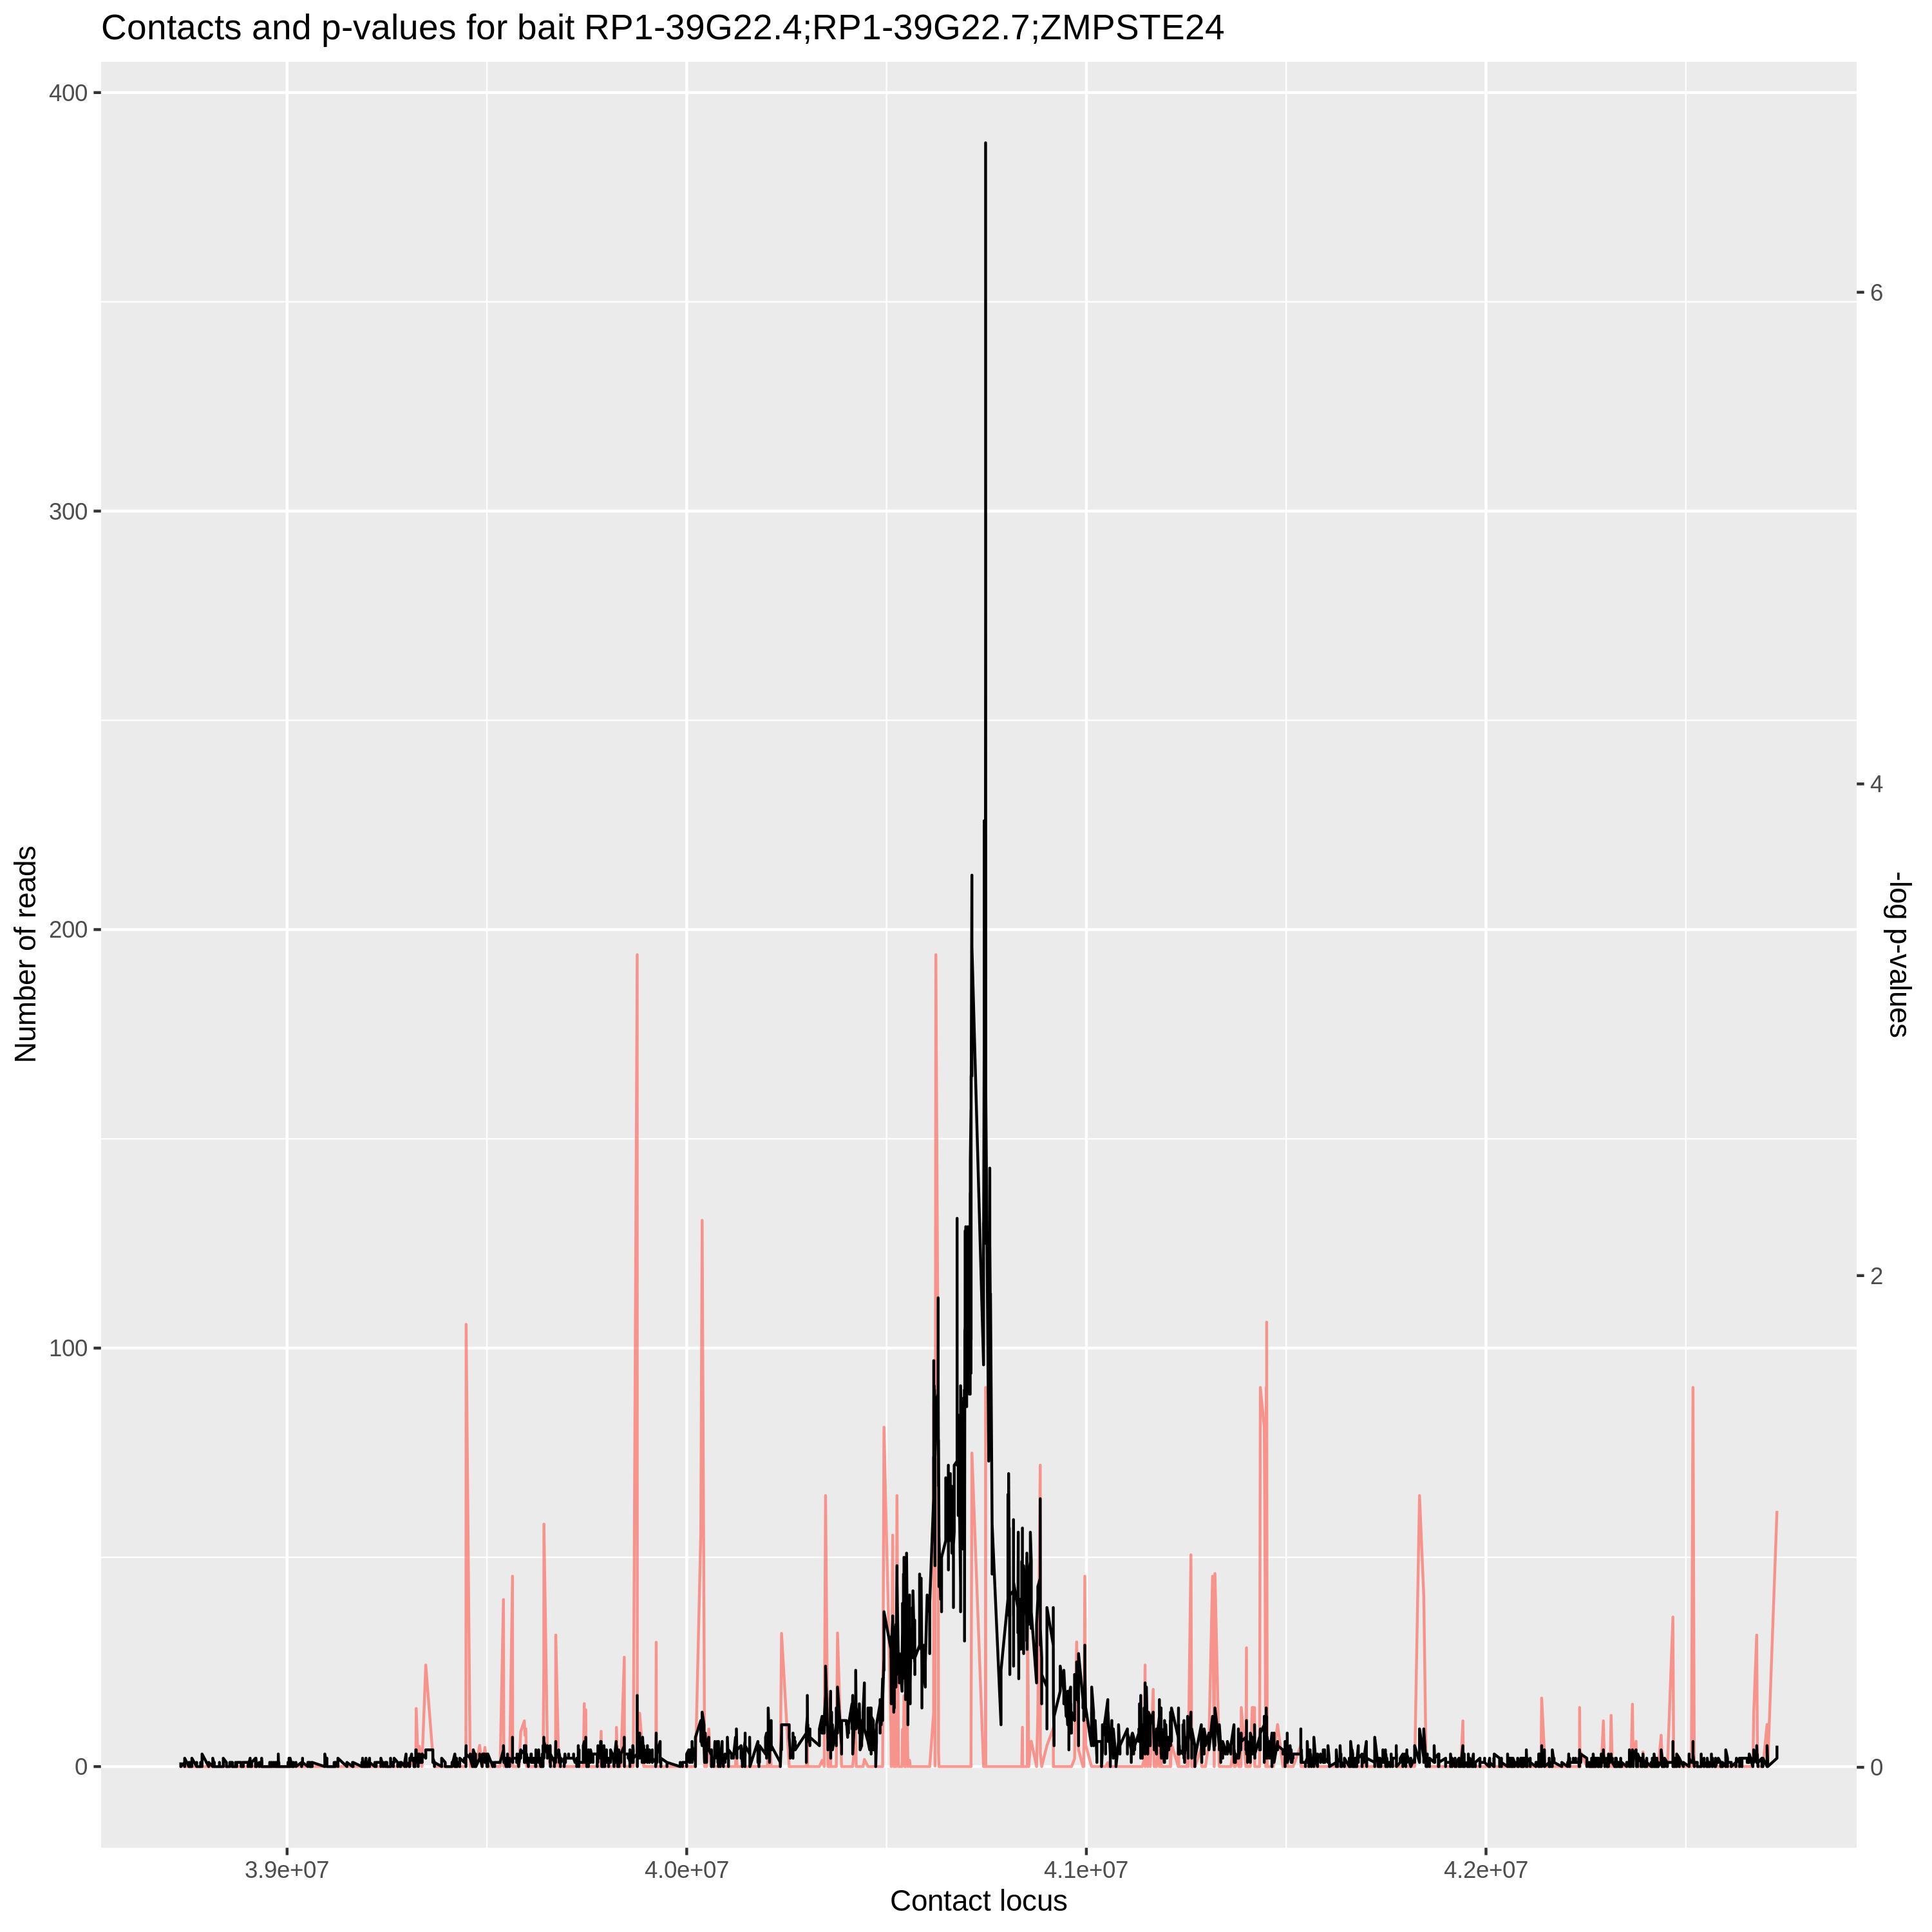 Contacts and p-values for bait RP1-39G22.4;RP1-39G22.7;ZMPSTE24
400
300
200
100
0
Number of reads
6
4
2
0
-log p-values
3.9e+07
4.0e+07
4.1e+07
4.2e+07
Contact locus